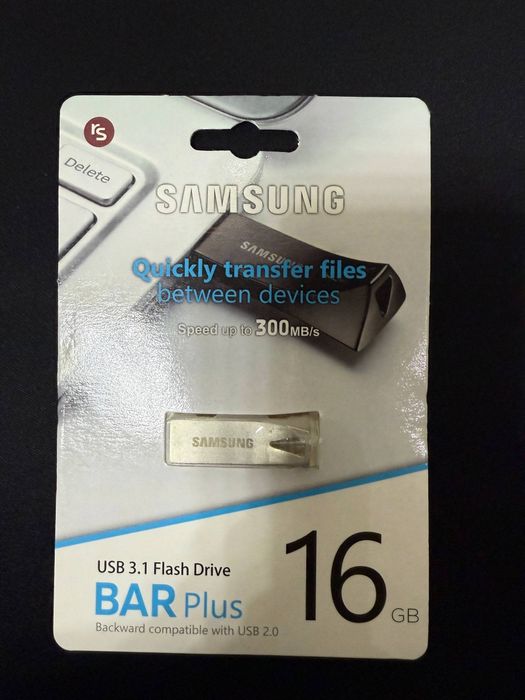 rs
Delete
SAMSUNG
SAMSUNG
Quickly transfer files
between devices
Speed up to 300MB/s
SAMSUNG
USB 3.1 Flash Drive
BAR Plus
Backward compatible with USB 2.0
16 GB